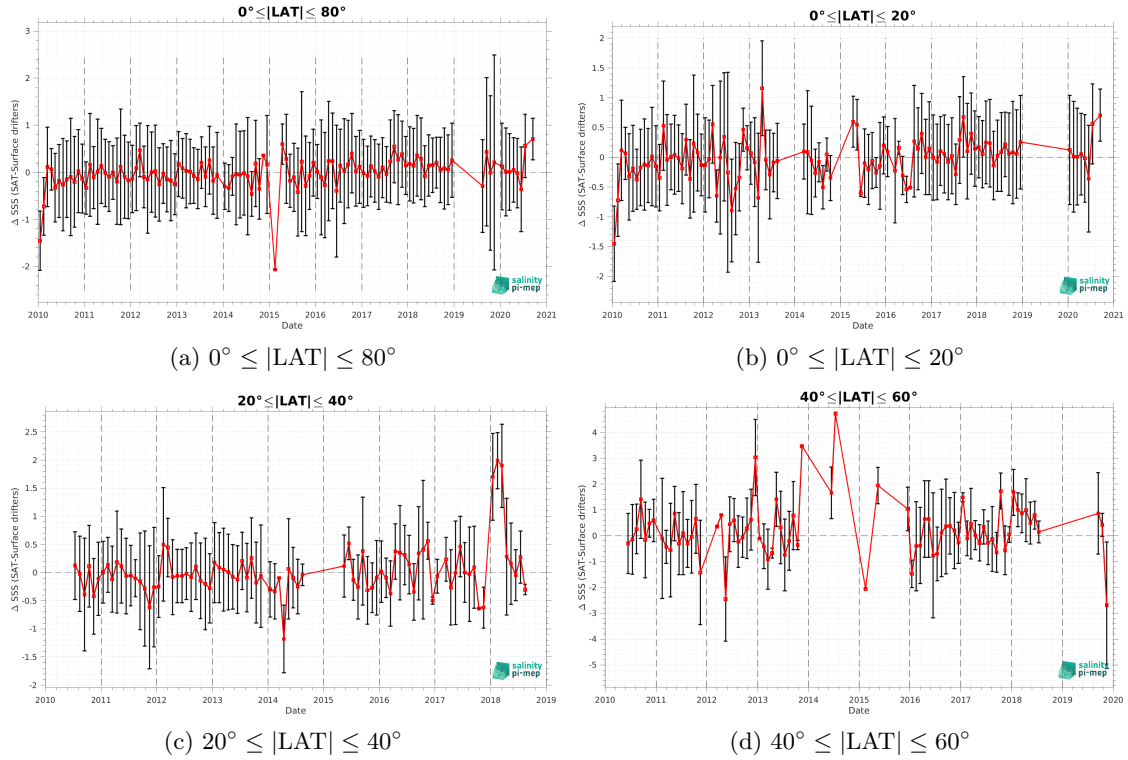 0°≤|LAT|≤ 80°
Δ SSS (SAT-Surface drifters)
3
2
1
0
-1
-2
2010 2011 2012 2013 2014 2015 2016 2017 2018 2019 2020 2021
Date
salinity
pi-mep
(a) 0° ≤ |LAT| ≤ 80°
0°≤|LAT|≤ 20°
Δ SSS (SAT-Surface drifters)
2
1.5
1
0.5
0
-0.5
-1
-1.5
-2
2010 2011 2012 2013 2014 2015 2016 2017 2018 2019 2020 2021
Date
salinity
pi-mep
(b) 0° ≤ |LAT| ≤ 20°
20°≤|LAT|≤ 40°
Δ SSS (SAT-Surface drifters)
2.5
2
1.5
1
0.5
0
-0.5
-1
-1.5
-2
2010 2011 2012 2013 2014 2015 2016 2017 2018 2019
Date
salinity
pi-mep
(c) 20° ≤ |LAT| ≤ 40°
40°≤|LAT|≤ 60°
Δ SSS (SAT-Surface drifters)
4
3
2
1
0
-1
-2
-3
-4
-5
2010 2011 2012 2013 2014 2015 2016 2017 2018 2019 2020
Date
salinity
pi-mep
(d) 40° ≤ |LAT| ≤ 60°